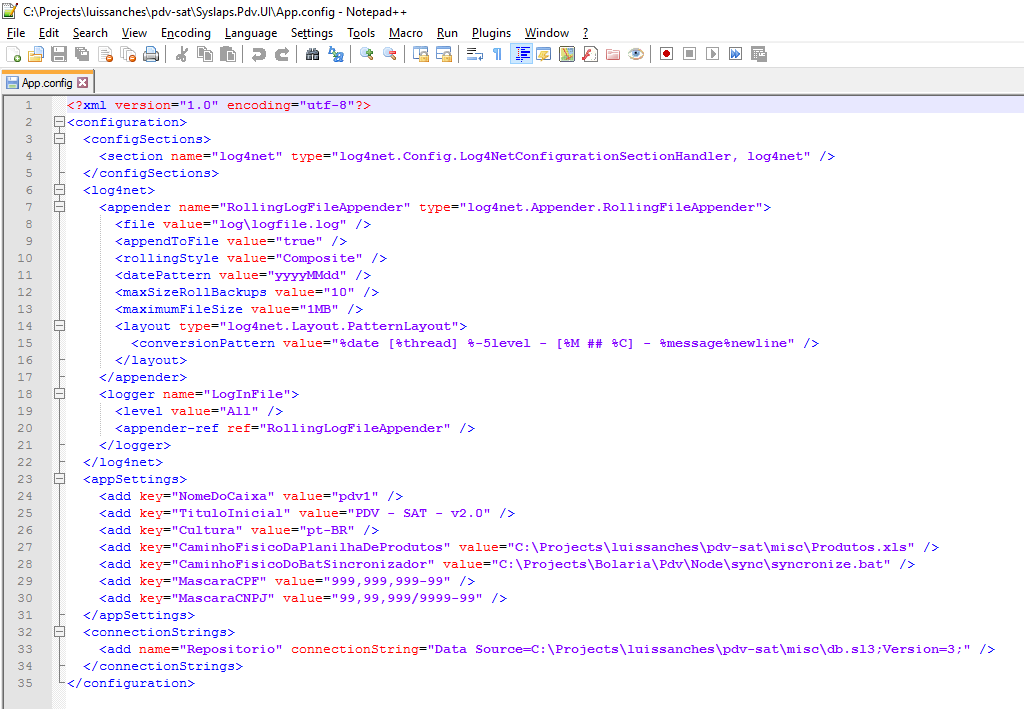 C:\Projects\luissanches\pdv-sat\Syslaps.Pdv.UI\App.config - Notepad++
File Edit Search View Encoding Language Settings Tools Macro Run Plugins Window ?
App.config
1 <?xml version="1.0" encoding="utf-8"?>
2 <configuration>
3 <configSections>
4 <section name="log4net" type="log4net.Config.Log4NetConfigurationSectionHandler, log4net" />
5 </configSections>
6 <log4net>
7 <appender name="RollingLogFileAppender" type="log4net.Appender.RollingFileAppender">
8 <file value="log\logfile.log" />
9 <appendToFile value="true" />
10 <rollingStyle value="Composite" />
11 <datePattern value="yyyyMMdd" />
12 <maxSizeRollBackups value="10" />
13 <maximumFileSize value="1MB" />
14 <layout type="log4net.Layout.PatternLayout">
15 <conversionPattern value="%date [%thread] %-5level - [%M ## %C] - %message%newline" />
16 </layout>
17 </appender>
18 <logger name="LogInFile">
19 <level value="All" />
20 <appender-ref ref="RollingLogFileAppender" />
21 </logger>
22 </log4net>
23 <appSettings>
24 <add key="NomeDoCaixa" value="pdv1" />
25 <add key="TituloInicial" value="PDV - SAT - v2.0" />
26 <add key="Cultura" value="pt-BR" />
27 <add key="CaminhoFisicoDaPlanilhaDeProdutos" value="C:\Projects\luissanches\pdv-sat\misc\Produtos.xls" />
28 <add key="CaminhoFisicoDoBatSincronizador" value="C:\Projects\Bolaria\Pdv\Node\sync\syncronize.bat" />
29 <add key="MascaraCPF" value="999,999,999-99" />
30 <add key="MascaraCNPJ" value="99,99,999/9999-99" />
31 </appSettings>
32 <connectionStrings>
33 <add name="Repositorio" connectionString="Data Source=C:\Projects\luissanches\pdv-sat\misc\db.sl3;Version=3;" />
34 </connectionStrings>
35 </configuration>